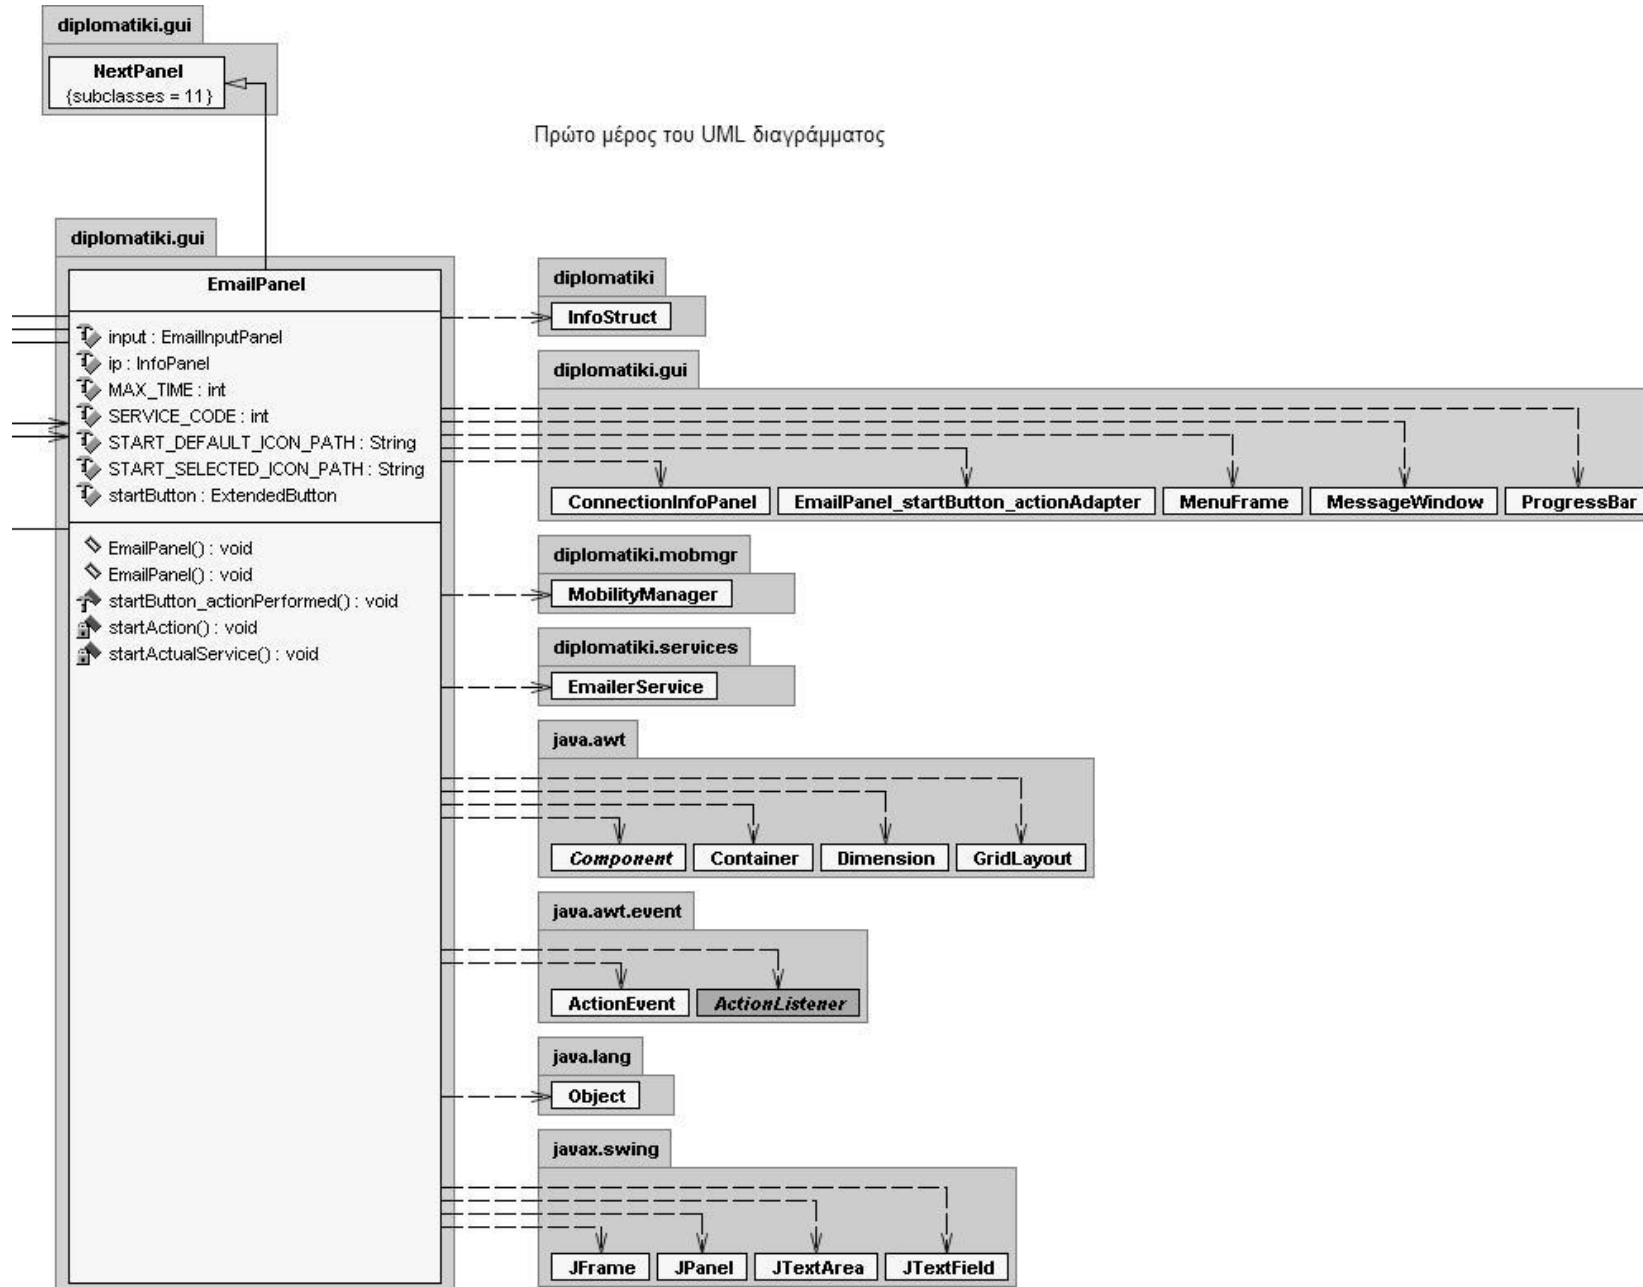 diplomatiki.gui
NextPanel
{subclasses = 11}
Πρώτο μέρος του UML διαγράμματος
diplomatiki.gui
EmailPanel
input : EmailInputPanel
ip : InfoPanel
MAX_TIME : int
SERVICE_CODE : int
START_DEFAULT_ICON_PATH : String
START_SELECTED_ICON_PATH : String
startButton : ExtendedButton
EmailPanel() : void
EmailPanel() : void
startButton_actionPerformed() : void
startAction() : void
startActualService() : void
diplomatiki
InfoStruct
diplomatiki.gui
ConnectionInfoPanel EmailPanel_startButton_actionAdapter MenuFrame MessageWindow ProgressBar
diplomatiki.mobmgr
MobilityManager
diplomatiki.services
EmailerService
java.awt
Component Container Dimension GridLayout
java.awt.event
ActionEvent ActionListener
java.lang
Object
javax.swing
JFrame JPanel JTextArea JTextField